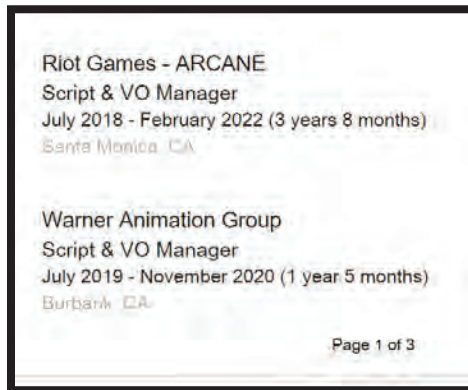 Riot Games - ARCANE
Script & VO Manager
July 2018 - February 2022 (3 years 8 months)
Santa Monica, CA
Warner Animation Group
Script & VO Manager
July 2019 - November 2020 (1 year 5 months)
Burbank, CA
Page 1 of 3